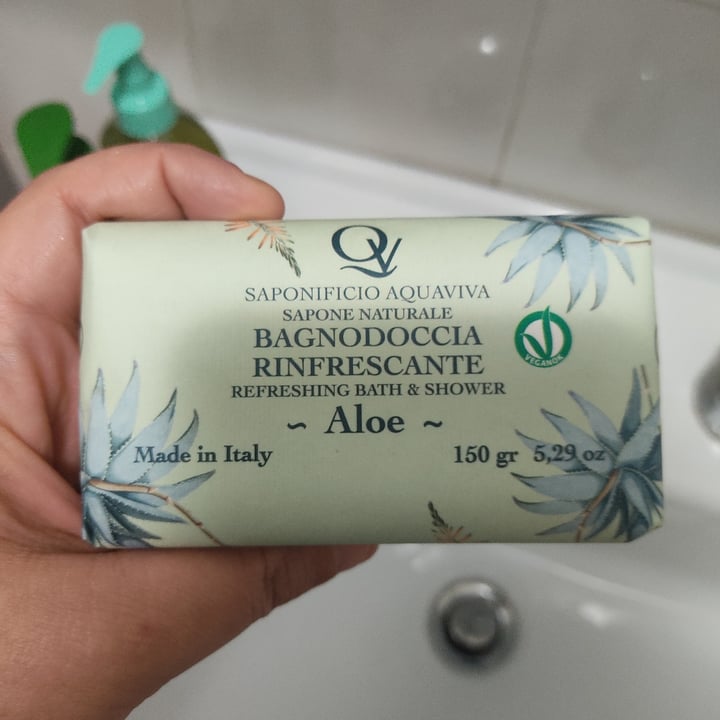 QV
SAPONIFICIO AQUAVIVA
SAPONE NATURALE
BAGNODOCCIA
RINFRESCANTE
REFRESHING BATH & SHOWER
~ Aloe ~
VEGANOK
Made in Italy
150 gr 5,29 oz